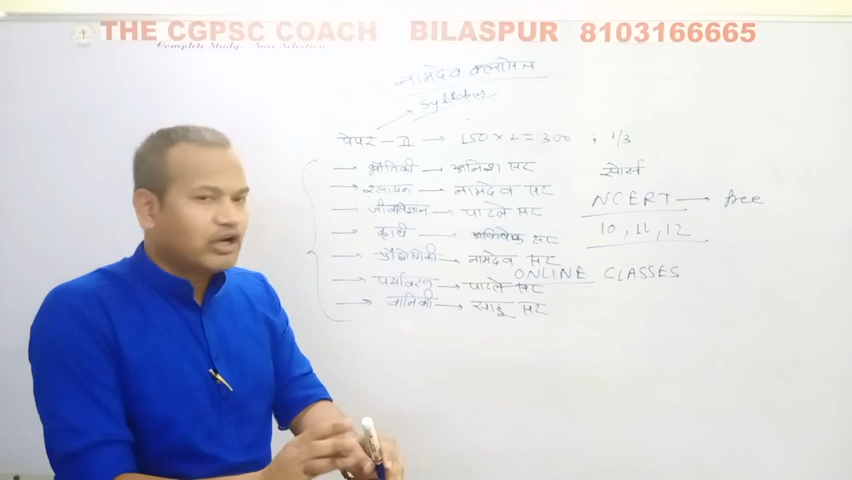 THE CGPSC COACH BILASPUR 8103166665
Complete Study... Sure Selection
नामदेव क्लासेस
Syllabus
पेपर - II → 150 × 2 = 300 ; 1/3
→ भौतिकी → अनिश सर
→ रसायन → नामदेव सर
→ जीवविज्ञान → पाटले सर
→ कृषि अभिषेक सर
→ प्रौद्योगिकी → नामदेव सर
→ पर्यावरण → पाटले सर
→ वानिकी → साहू सर
सोर्स
NCERT → free
10, 11, 12
ONLINE CLASSES